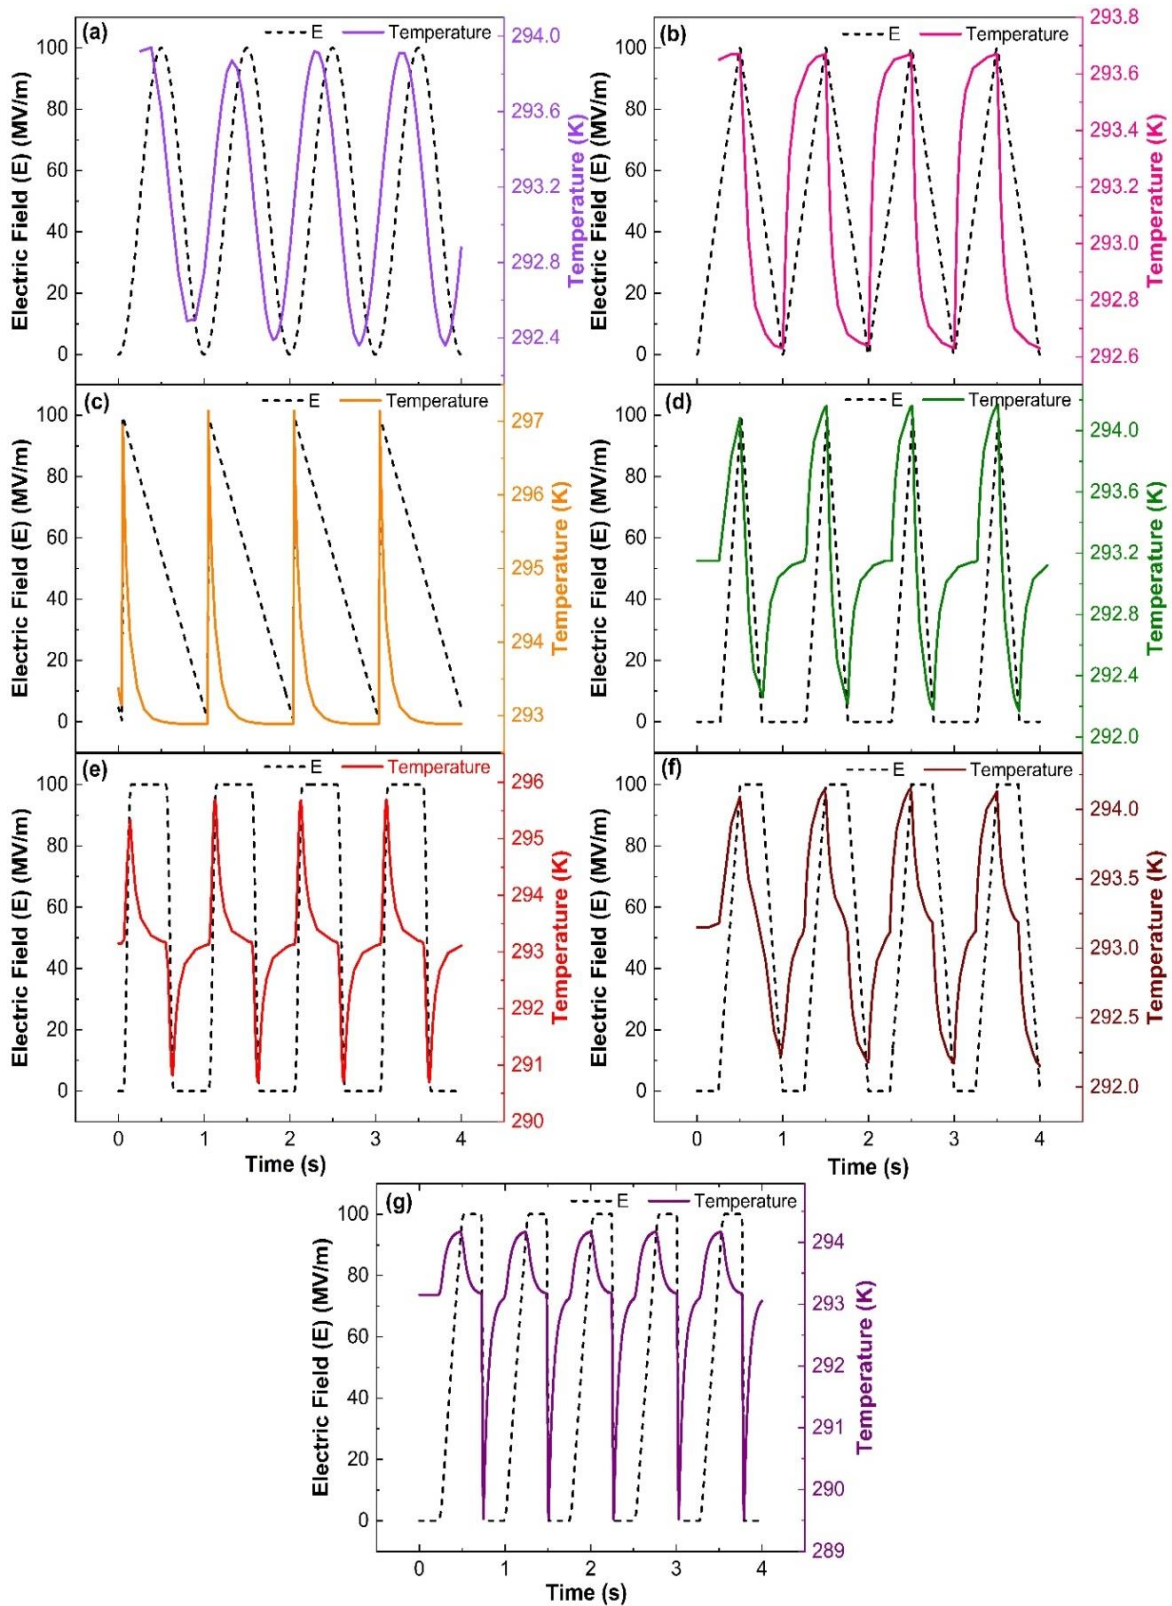 (a)
E
Temperature
Electric Field (E) (MV/m)
100
80
60
40
20
0
294.0
293.6
293.2
292.8
292.4
Temperature (K)
(b)
E
Temperature
Electric Field (E) (MV/m)
100
80
60
40
20
0
293.8
293.6
293.4
293.2
293.0
292.8
292.6
Temperature (K)
(c)
E
Temperature
Electric Field (E) (MV/m)
100
80
60
40
20
0
297
296
295
294
293
Temperature (K)
(d)
E
Temperature
Electric Field (E) (MV/m)
100
80
60
40
20
0
294.0
293.6
293.2
292.8
292.4
292.0
Temperature (K)
(e)
E
Temperature
Electric Field (E) (MV/m)
100
80
60
40
20
0
296
295
294
293
292
291
290
Temperature (K)
0 1 2 3 4
Time (s)
(f)
E
Temperature
Electric Field (E) (MV/m)
100
80
60
40
20
0
294.0
293.5
293.0
292.5
292.0
Temperature (K)
0 1 2 3 4
Time (s)
(g)
E
Temperature
Electric Field (E) (MV/m)
100
80
60
40
20
0
294
293
292
291
290
289
Temperature (K)
0 1 2 3 4
Time (s)